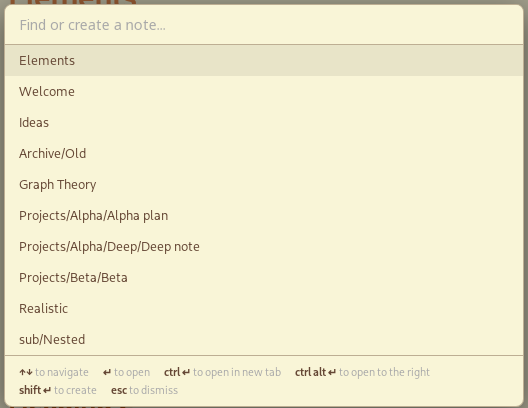 Elements
Find or create a note...
Elements
Welcome
Ideas
Archive/Old
Graph Theory
Projects/Alpha/Alpha plan
Projects/Alpha/Deep/Deep note
Projects/Beta/Beta
Realistic
sub/Nested
↑↓ to navigate ↵ to open ctrl ↵ to open in new tab ctrl alt ↵ to open to the right
shift ↵ to create esc to dismiss